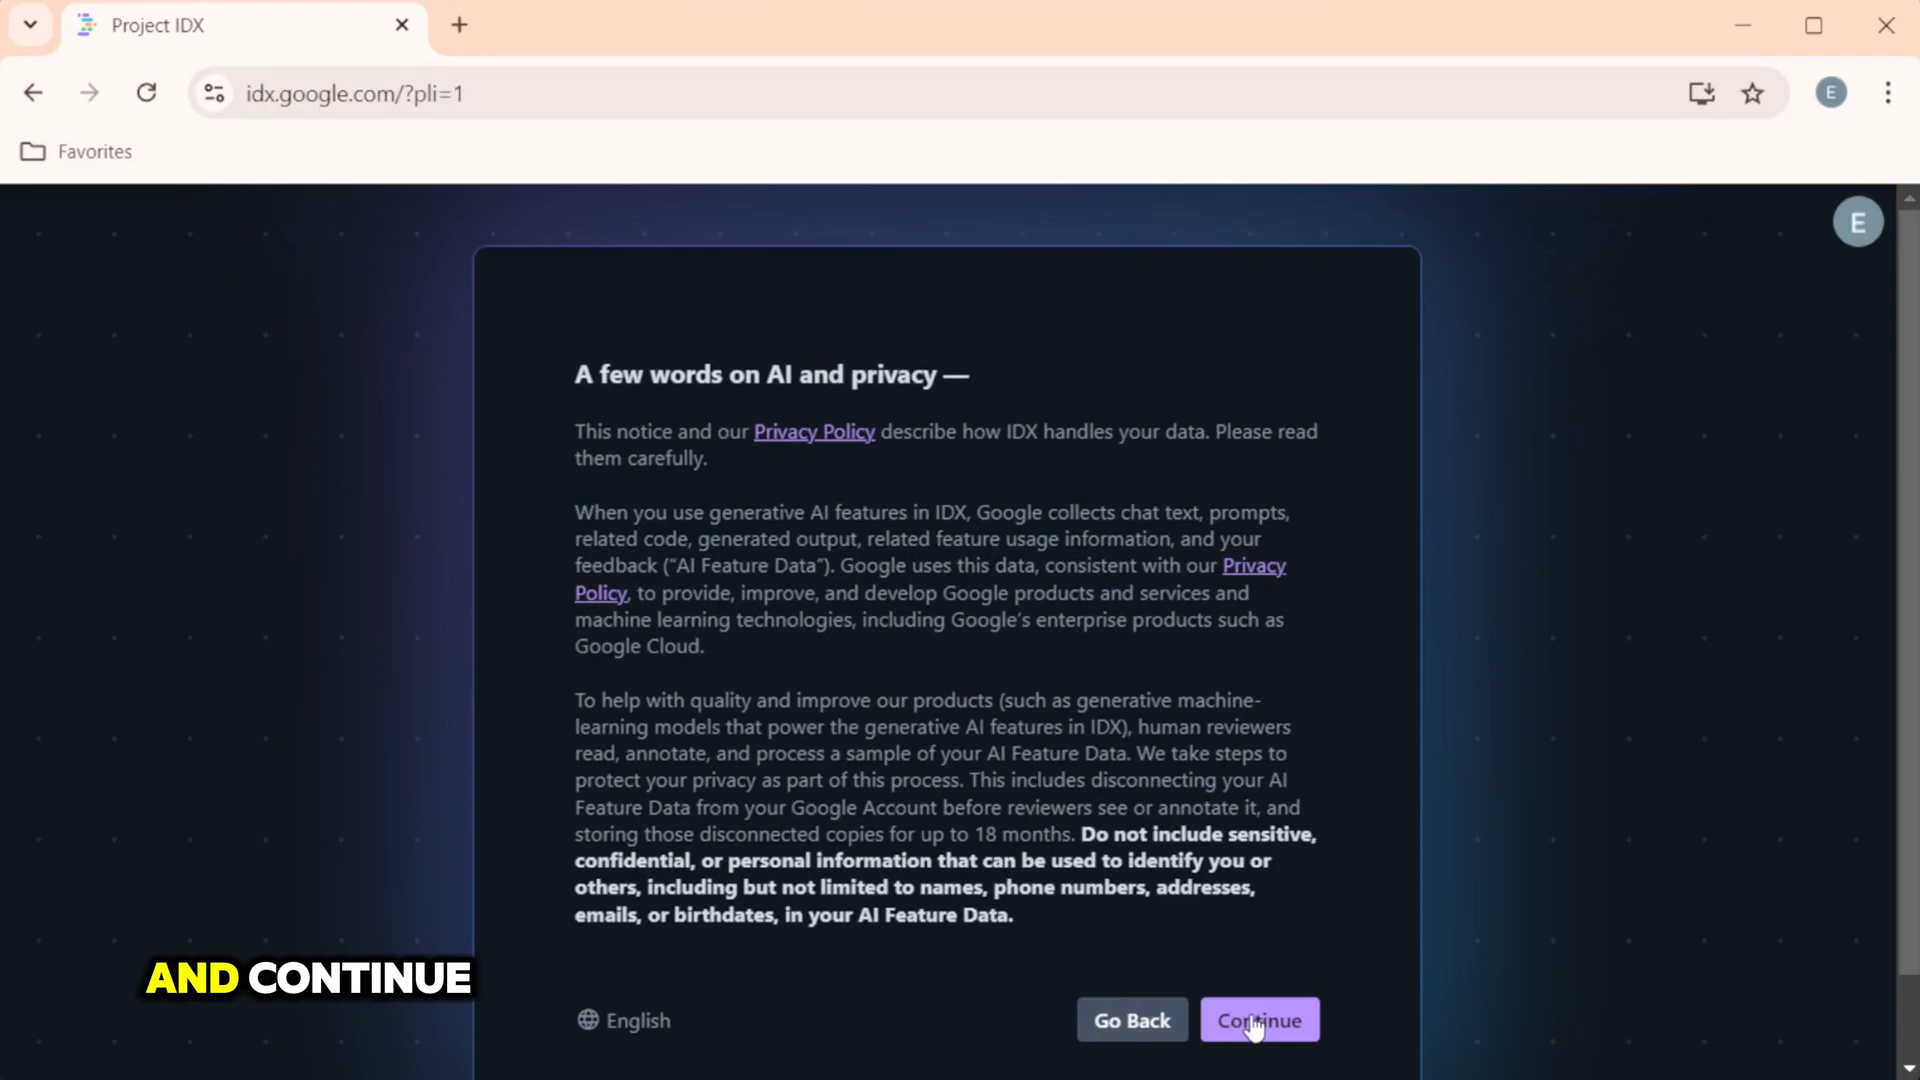 Project IDX
idx.google.com/?pli=1
E
Favorites
E
A few words on AI and privacy —
This notice and our Privacy Policy describe how IDX handles your data. Please read
them carefully.
When you use generative AI features in IDX, Google collects chat text, prompts,
related code, generated output, related feature usage information, and your
feedback (“AI Feature Data”). Google uses this data, consistent with our Privacy
Policy, to provide, improve, and develop Google products and services and
machine learning technologies, including Google’s enterprise products such as
Google Cloud.
To help with quality and improve our products (such as generative machine-
learning models that power the generative AI features in IDX), human reviewers
read, annotate, and process a sample of your AI Feature Data. We take steps to
protect your privacy as part of this process. This includes disconnecting your AI
Feature Data from your Google Account before reviewers see or annotate it, and
storing those disconnected copies for up to 18 months. Do not include sensitive,
confidential, or personal information that can be used to identify you or
others, including but not limited to names, phone numbers, addresses,
emails, or birthdates, in your AI Feature Data.
AND CONTINUE
English
Go Back
Continue